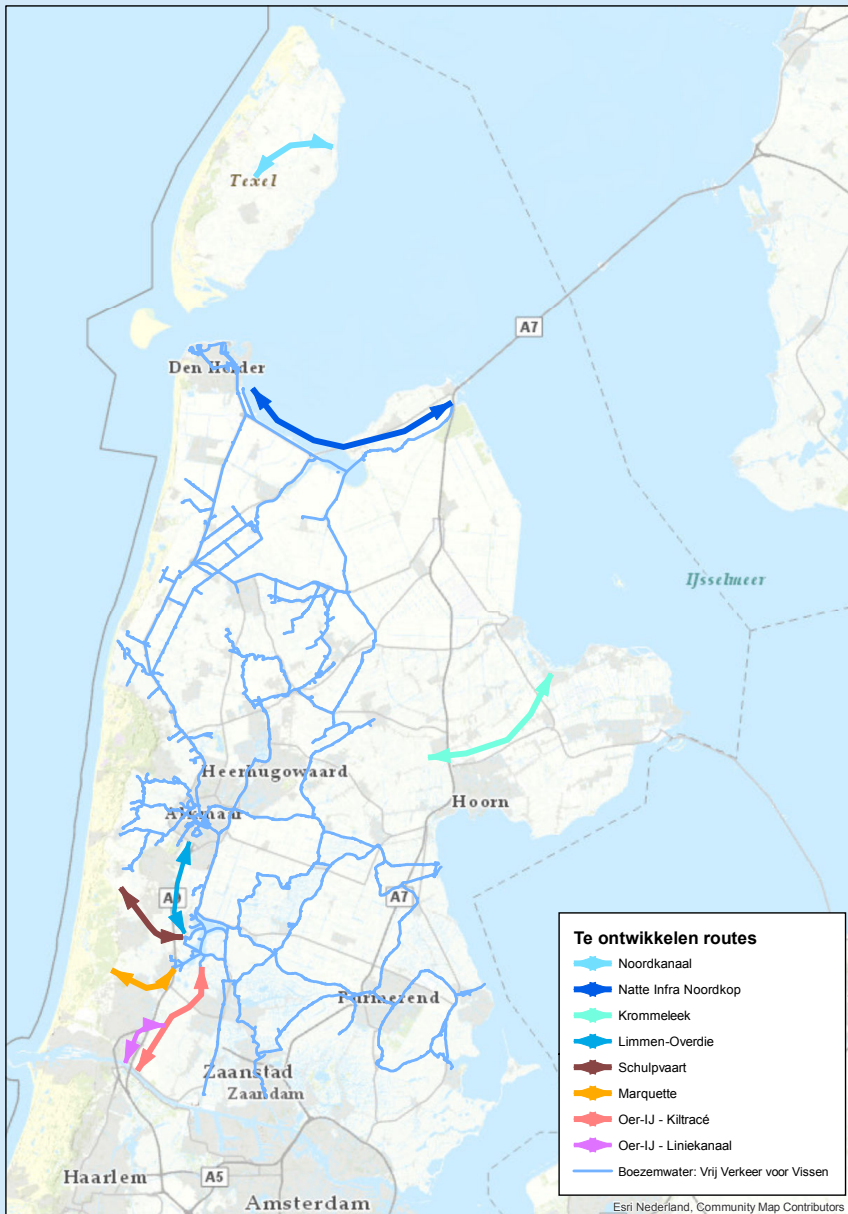 Texel
A7
Den Helder
IJsselmeer
Heerhugowaard
Alkmaar
Hoorn
A9
A7
Purmerend
Zaanstad
Zaandam
Haarlem
A5
Amsterdam
Te ontwikkelen routes
Noordkanaal
Natte Infra Noordkop
Krommeleek
Limmen-Overdie
Schulpvaart
Marquette
Oer-IJ - Kiltracé
Oer-IJ - Liniekanaal
Boezemwater: Vrij Verkeer voor Vissen
Esri Nederland, Community Map Contributors